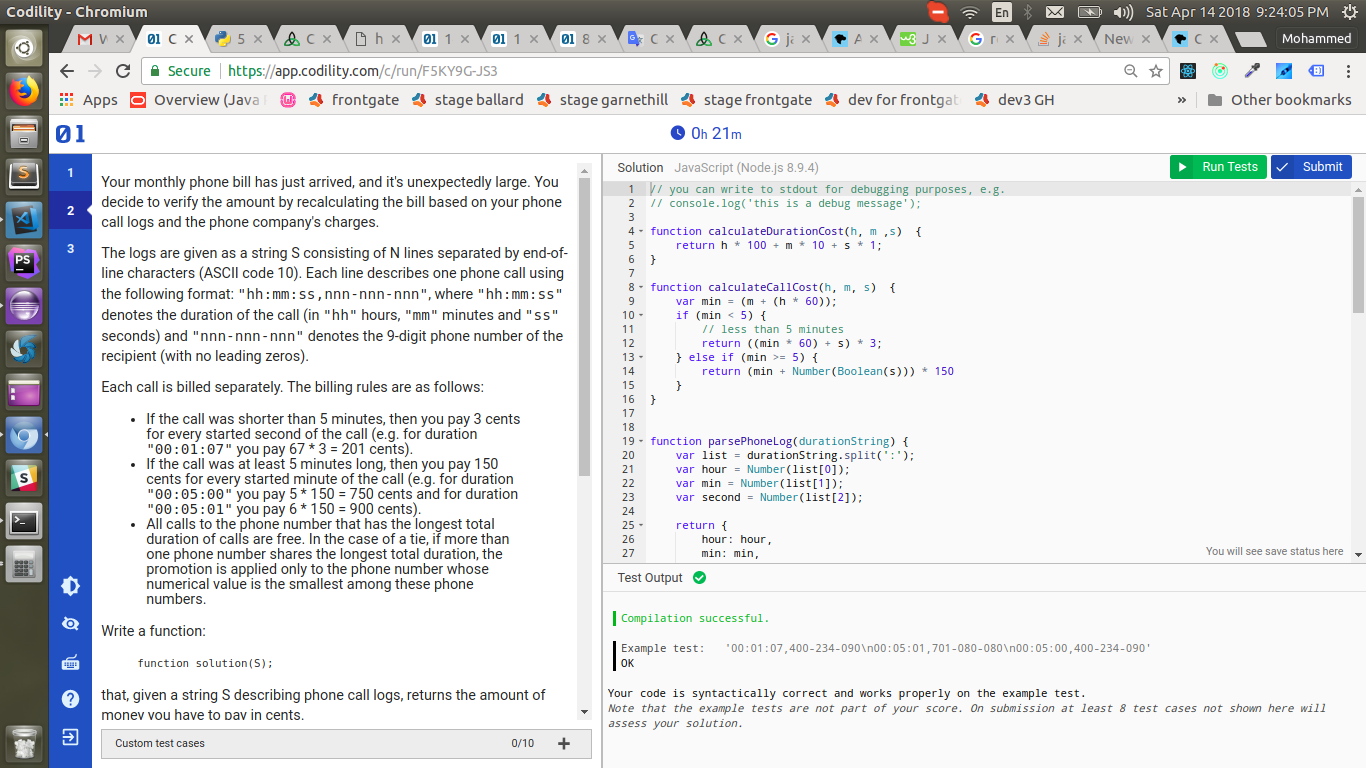 Codility - Chromium
En
Sat Apr 14 2018 9:24:05 PM
Mohammed
Secure
https://app.codility.com/c/run/F5KY9G-JS3
Apps
Overview (Java
frontgate
stage ballard
stage garnethill
stage frontgate
dev for frontgat
dev3 GH
»
Other bookmarks
01
0h 21m
1
2
3
Your monthly phone bill has just arrived, and it's unexpectedly large. You
decide to verify the amount by recalculating the bill based on your phone
call logs and the phone company's charges.
The logs are given as a string S consisting of N lines separated by end-of-
line characters (ASCII code 10). Each line describes one phone call using
the following format: "hh:mm:ss,nnn-nnn-nnn", where "hh:mm:ss"
denotes the duration of the call (in "hh" hours, "mm" minutes and "ss"
seconds) and "nnn-nnn-nnn" denotes the 9-digit phone number of the
recipient (with no leading zeros).
Each call is billed separately. The billing rules are as follows:
• If the call was shorter than 5 minutes, then you pay 3 cents
for every started second of the call (e.g. for duration
"00:01:07" you pay 67 * 3 = 201 cents).
• If the call was at least 5 minutes long, then you pay 150
cents for every started minute of the call (e.g. for duration
"00:05:00" you pay 5 * 150 = 750 cents and for duration
"00:05:01" you pay 6 * 150 = 900 cents).
• All calls to the phone number that has the longest total
duration of calls are free. In the case of a tie, if more than
one phone number shares the longest total duration, the
promotion is applied only to the phone number whose
numerical value is the smallest among these phone
numbers.
Write a function:
function solution(S);
that, given a string S describing phone call logs, returns the amount of
money you have to pay in cents.
Custom test cases
0/10
+
Solution JavaScript (Node.js 8.9.4)
Run Tests
Submit
1 // you can write to stdout for debugging purposes, e.g.
2 // console.log('this is a debug message');
3
4 function calculateDurationCost(h, m ,s)  {
5     return h * 100 + m * 10 + s * 1;
6 }
7
8 function calculateCallCost(h, m, s)  {
9     var min = (m + (h * 60));
10     if (min < 5) {
11         // less than 5 minutes
12         return ((min * 60) + s) * 3;
13     } else if (min >= 5) {
14         return (min + Number(Boolean(s))) * 150
15     }
16 }
17
18
19 function parsePhoneLog(durationString) {
20     var list = durationString.split(':');
21     var hour = Number(list[0]);
22     var min = Number(list[1]);
23     var second = Number(list[2]);
24
25     return {
26         hour: hour,
27         min: min,
You will see save status here
Test Output
Compilation successful.
Example test:   '00:01:07,400-234-090\n00:05:01,701-080-080\n00:05:00,400-234-090'
OK
Your code is syntactically correct and works properly on the example test.
Note that the example tests are not part of your score. On submission at least 8 test cases not shown here will
assess your solution.